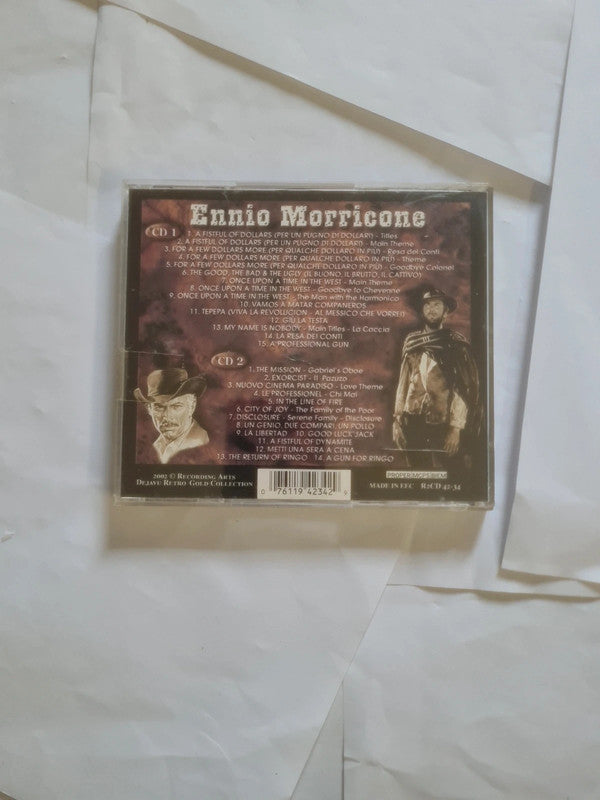 Ennio Morricone
CD 1
1. A FISTFUL OF DOLLARS (PER UN PUGNO DI DOLLARI) - Titles
2. A FISTFUL OF DOLLARS (PER UN PUGNO DI DOLLARI) - Main Theme
3. FOR A FEW DOLLARS MORE (PER QUALCHE DOLLARO IN PIU) - Resa dei Conti
4. FOR A FEW DOLLARS MORE (PER QUALCHE DOLLARO IN PIU) - Theme
5. FOR A FEW DOLLARS MORE (PER QUALCHE DOLLARO IN PIU) - Goodbye Colonel
6. THE GOOD, THE BAD & THE UGLY (IL BUONO, IL BRUTTO, IL CATTIVO)
7. ONCE UPON A TIME IN THE WEST - Main Theme
8. ONCE UPON A TIME IN THE WEST - Goodbye to Cheyenne
9. ONCE UPON A TIME IN THE WEST - The Man with the Harmonica
10. VAMOS A MATAR COMPANEROS
11. TEPEPA (VIVA LA REVOLUCION - AL MESSICO CHE VORREI)
12. GIU LA TESTA
13. MY NAME IS NOBODY - Main Titles - La Caccia
14. LA RESA DEI CONTI
15. A PROFESSIONAL GUN
CD 2
1. THE MISSION - Gabriel's Oboe
2. EXORCIST - II Pazuzo
3. NUOVO CINEMA PARADISO - Love Theme
4. LE PROFESSIONEL - Chi Mai
5. IN THE LINE OF FIRE
6. CITY OF JOY - The Family of the Poor
7. DISCLOSURE - Serene Family - Disclosure
8. UN GENIO, DUE COMPARI, UN POLLO
9. LA LIBERTAD 10. GOOD LUCK JACK
11. A FISTFUL OF DYNAMITE
12. METTI UNA SERA A CENA
13. THE RETURN OF RINGO 14. A GUN FOR RINGO
2002 © RECORDING ARTS
DEJAVU RETRO GOLD COLLECTION
0 76119 42342 9
MADE IN EEC R2CD 42-34